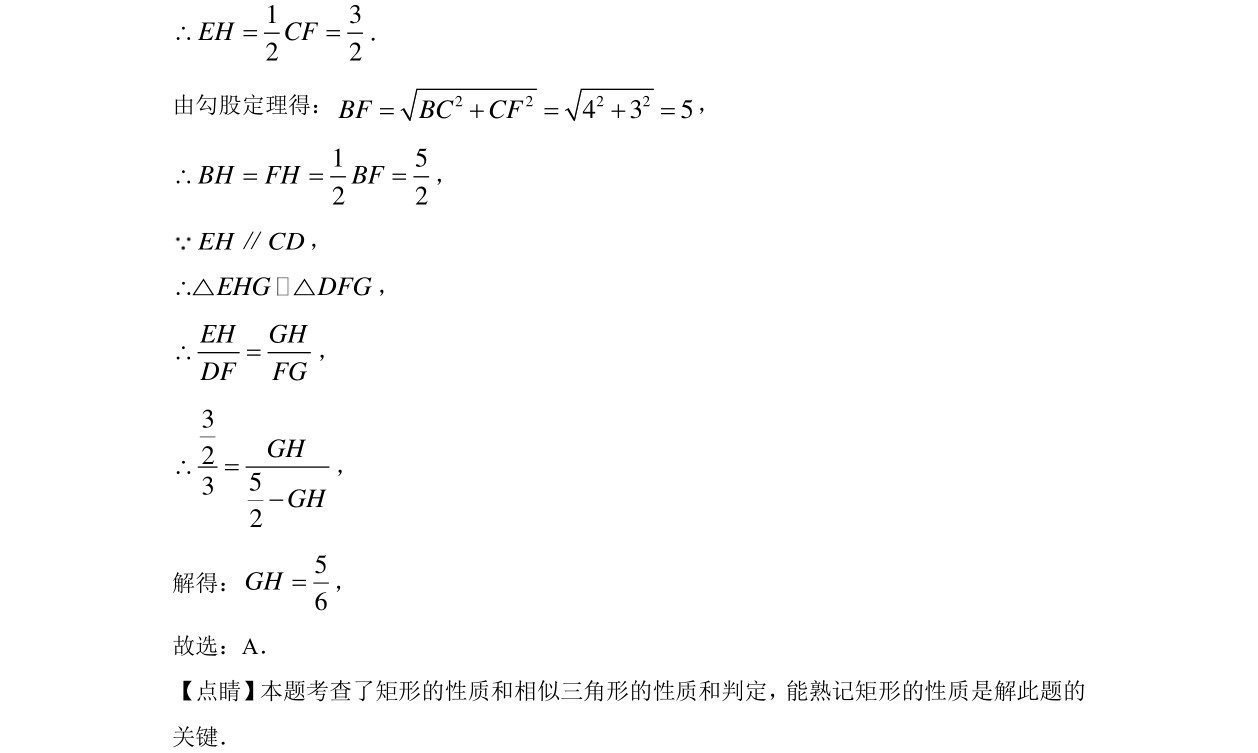 ∴EH = 1/2 CF = 3/2.
由勾股定理得：BF = √(BC² + CF²) = √(4² + 3²) = 5，
∴BH = FH = 1/2 BF = 5/2，
∵EH // CD，
∴△EHG□△DFG，
∴EH/DF = GH/FG，
∴(3/2)/3 = GH/(5/2 − GH)，
解得：GH = 5/6，
故选：A．
【点睛】本题考查了矩形的性质和相似三角形的性质和判定，能熟记矩形的性质是解此题的
关键．